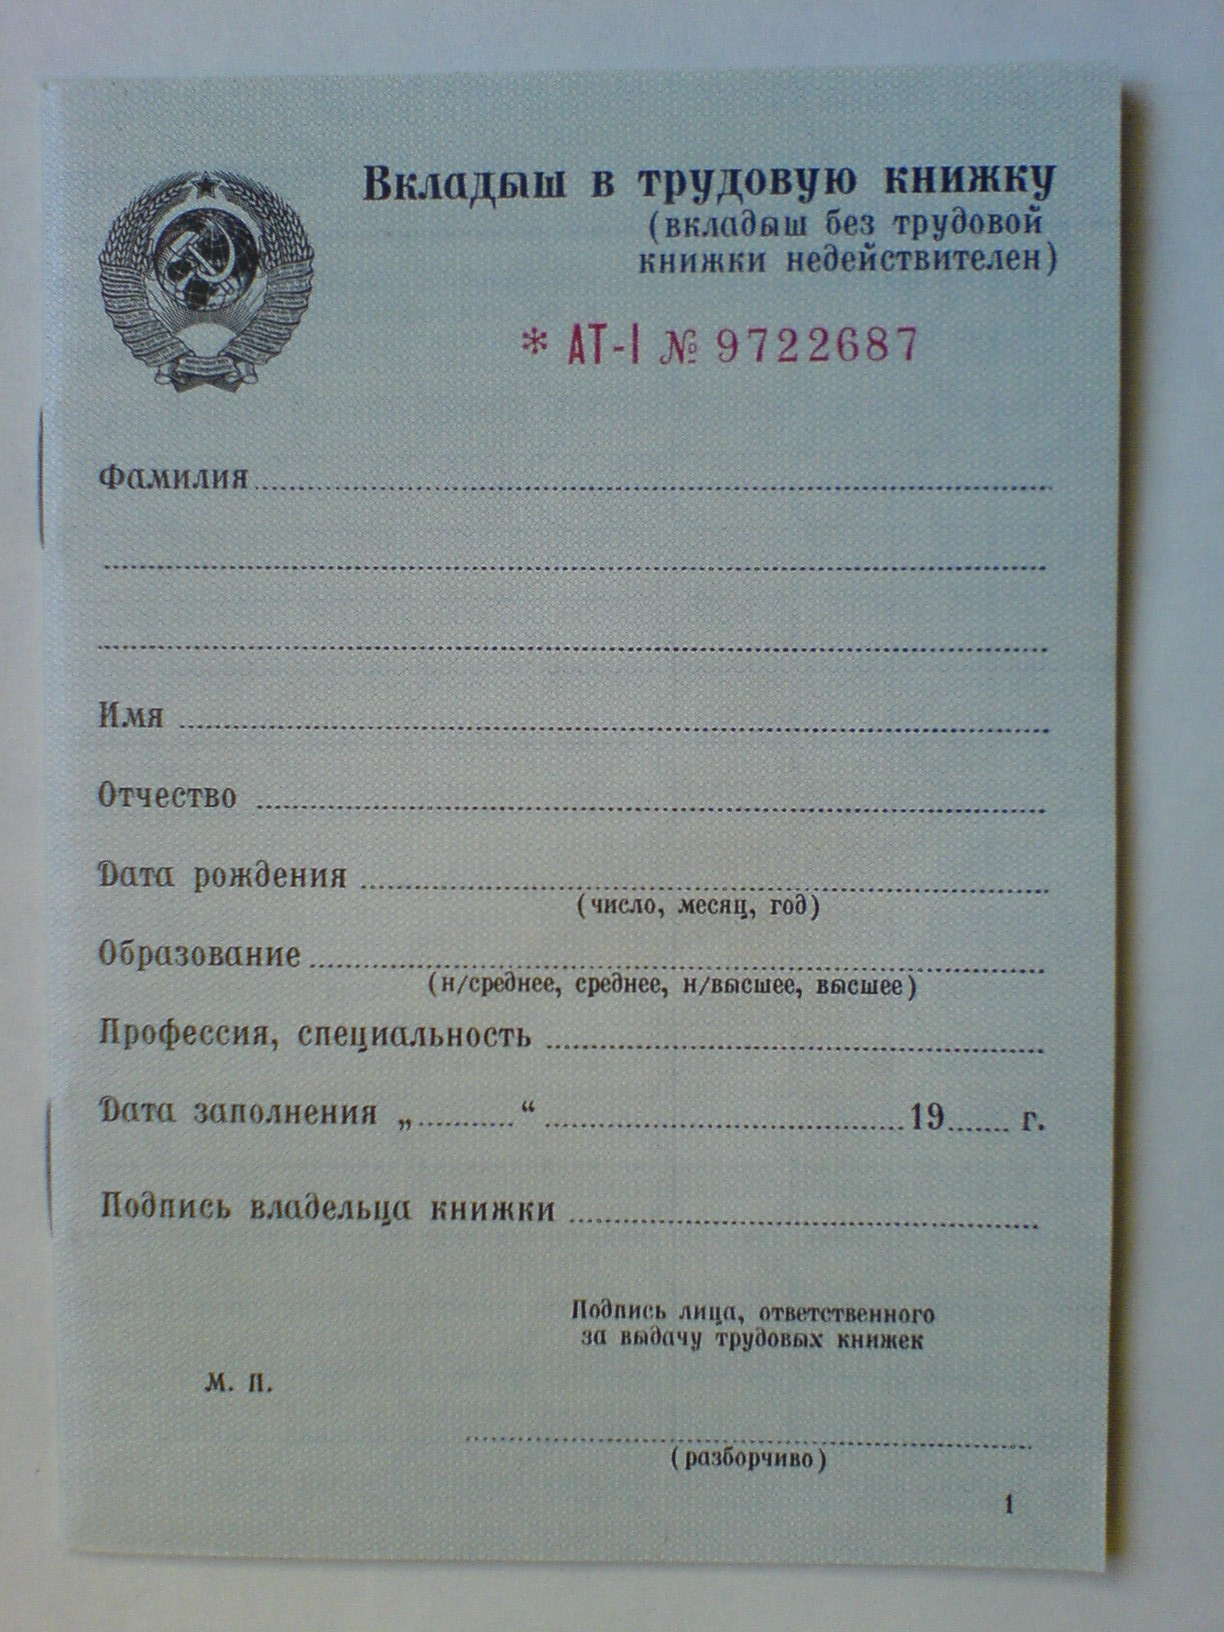 Вкладыш в трудовую книжку
(вкладыш без трудовой
книжки недействителен)
* АТ-I № 9722687
Фамилия
Имя
Отчество
Дата рождения
(число, месяц, год)
Образование
(н/среднее, среднее, н/высшее, высшее)
Профессия, специальность
Дата заполнения „..........“ 19....... г.
Подпись владельца книжки
Подпись лица, ответственного
за выдачу трудовых книжек
М. П.
(разборчиво)
1